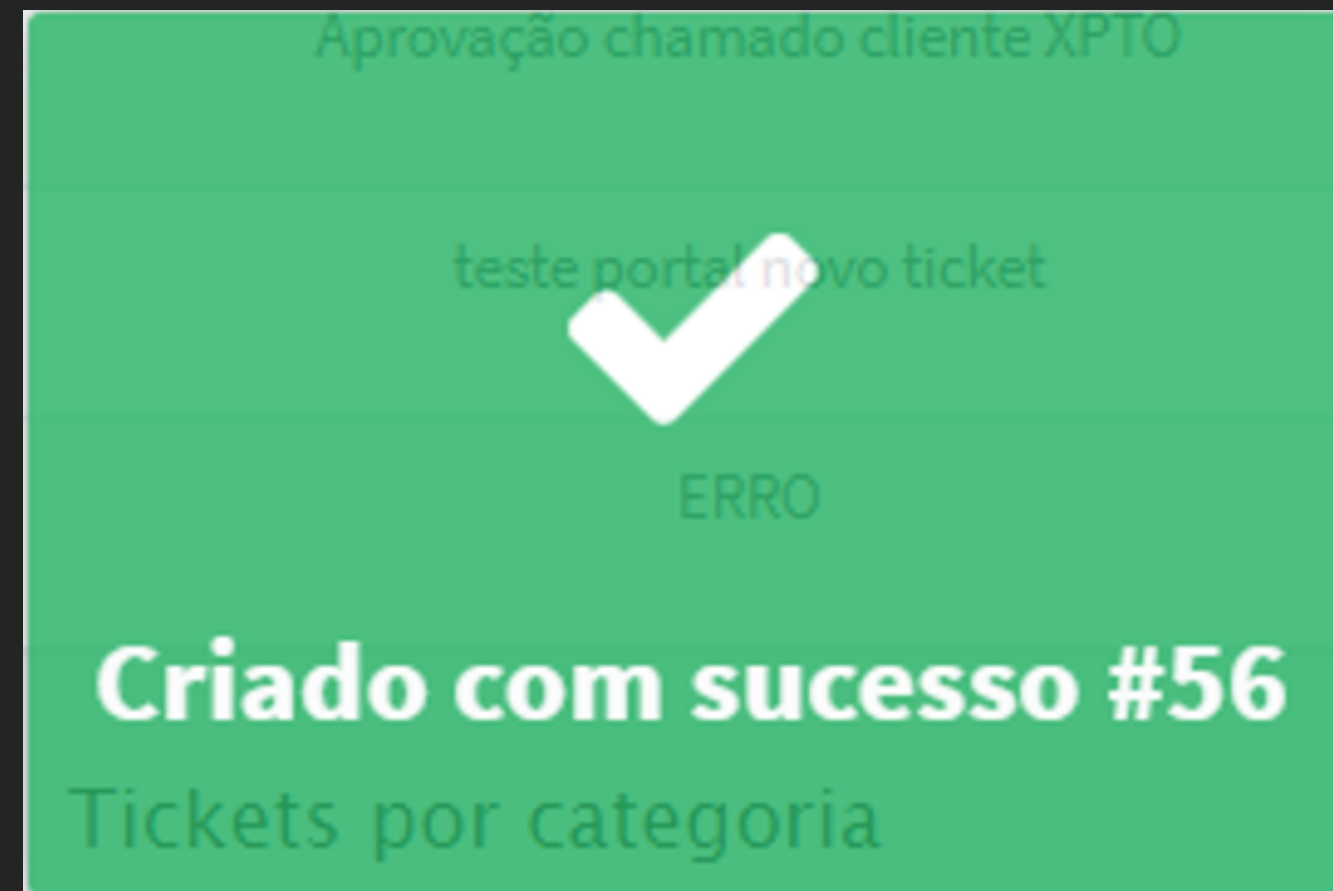 Aprovação chamado cliente XPTO
teste portal novo ticket
ERRO
Criado com sucesso #56
Tickets por categoria